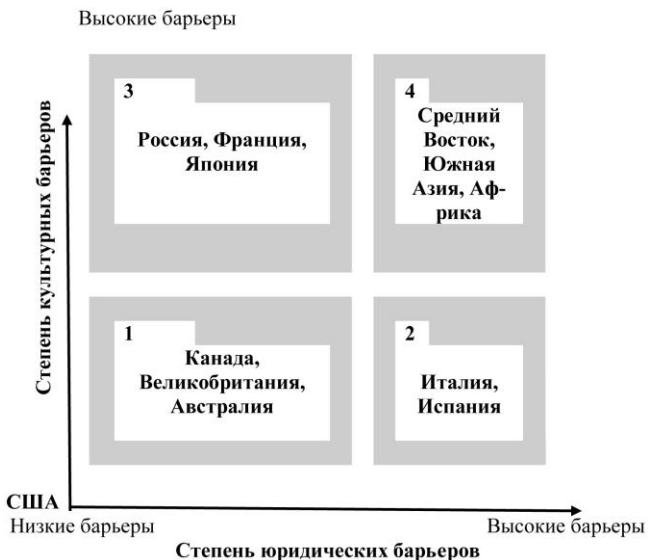 Высокие барьеры
3
Россия, Франция,
Япония
4
Средний
Восток,
Южная
Азия, Аф-
рика
Степень культурных барьеров
1
Канада,
Великобритания,
Австралия
2
Италия,
Испания
США
Низкие барьеры
Высокие барьеры
Степень юридических барьеров